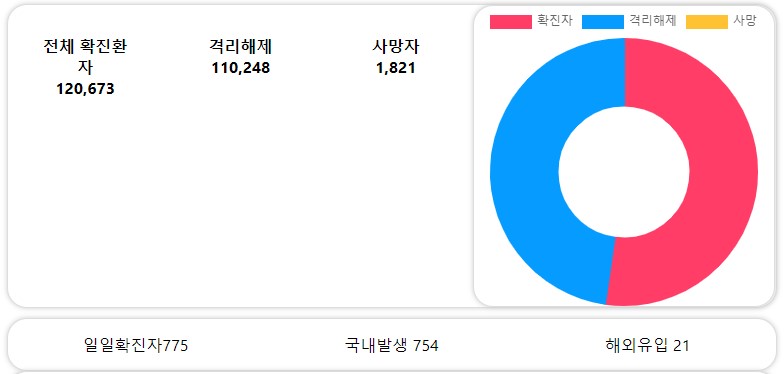 전체 확진환
자
120,673
격리해제
110,248
사망자
1,821
확진자 격리해제 사망
일일확진자775 국내발생 754 해외유입 21